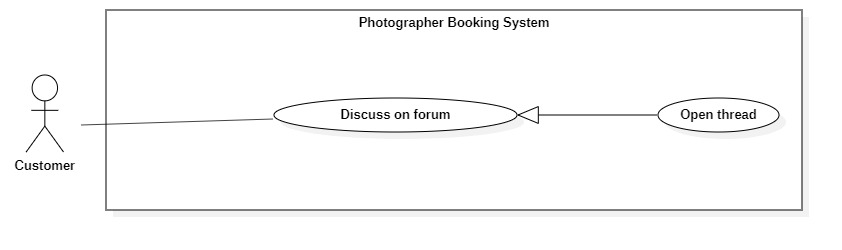 Photographer Booking System
Discuss on forum
Open thread
Customer